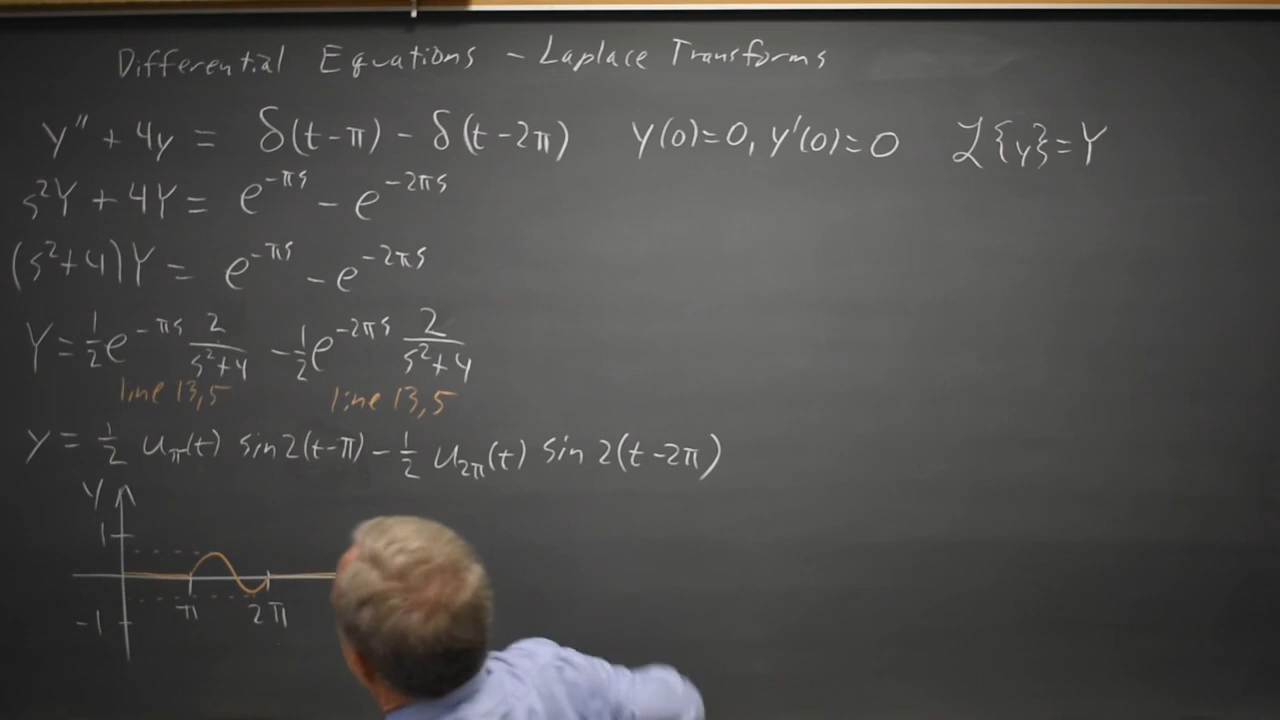 Differential Equations - Laplace Transforms
y'' + 4y = δ(t-π) - δ(t-2π) y(0)=0, y'(0)=0 ℒ{y}=Y
s²Y + 4Y = e^{-πs} - e^{-2πs}
(s²+4)Y = e^{-πs} - e^{-2πs}
Y = 1/2 e^{-πs} 2/(s²+4) - 1/2 e^{-2πs} 2/(s²+4)
line 13,5 line 13,5
y = 1/2 u_π(t) sin 2(t-π) - 1/2 u_{2π}(t) sin 2(t-2π)
y
1
π 2π
-1